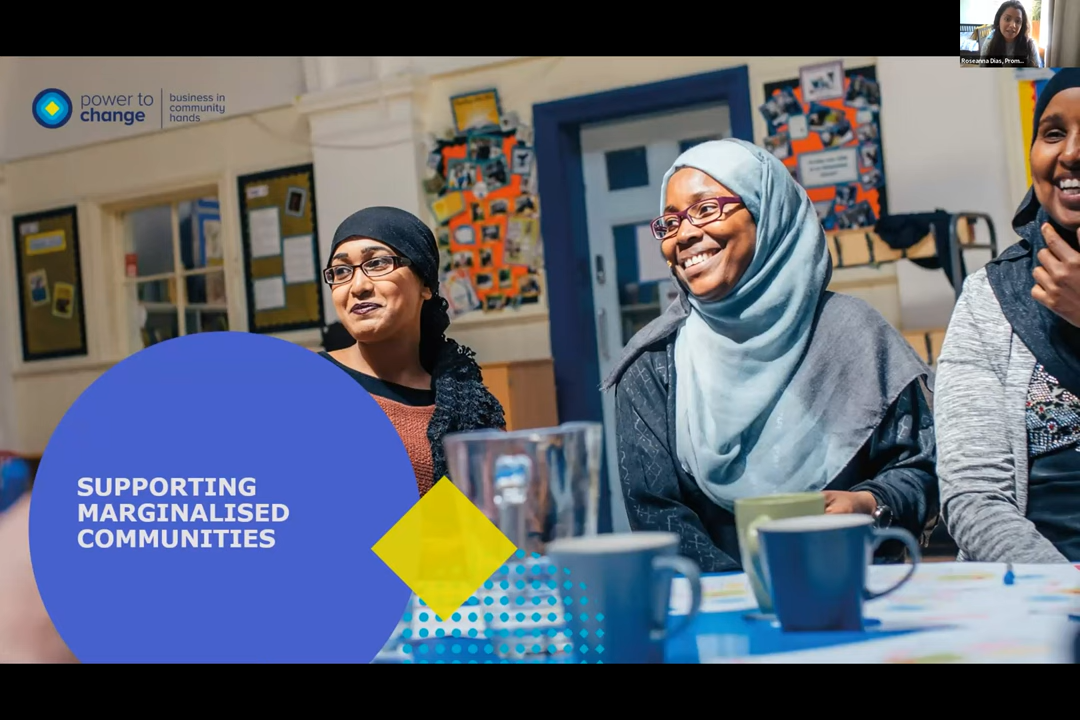 Roseanna Dias, Prom...
power to
change
business in
community
hands
SUPPORTING
MARGINALISED
COMMUNITIES